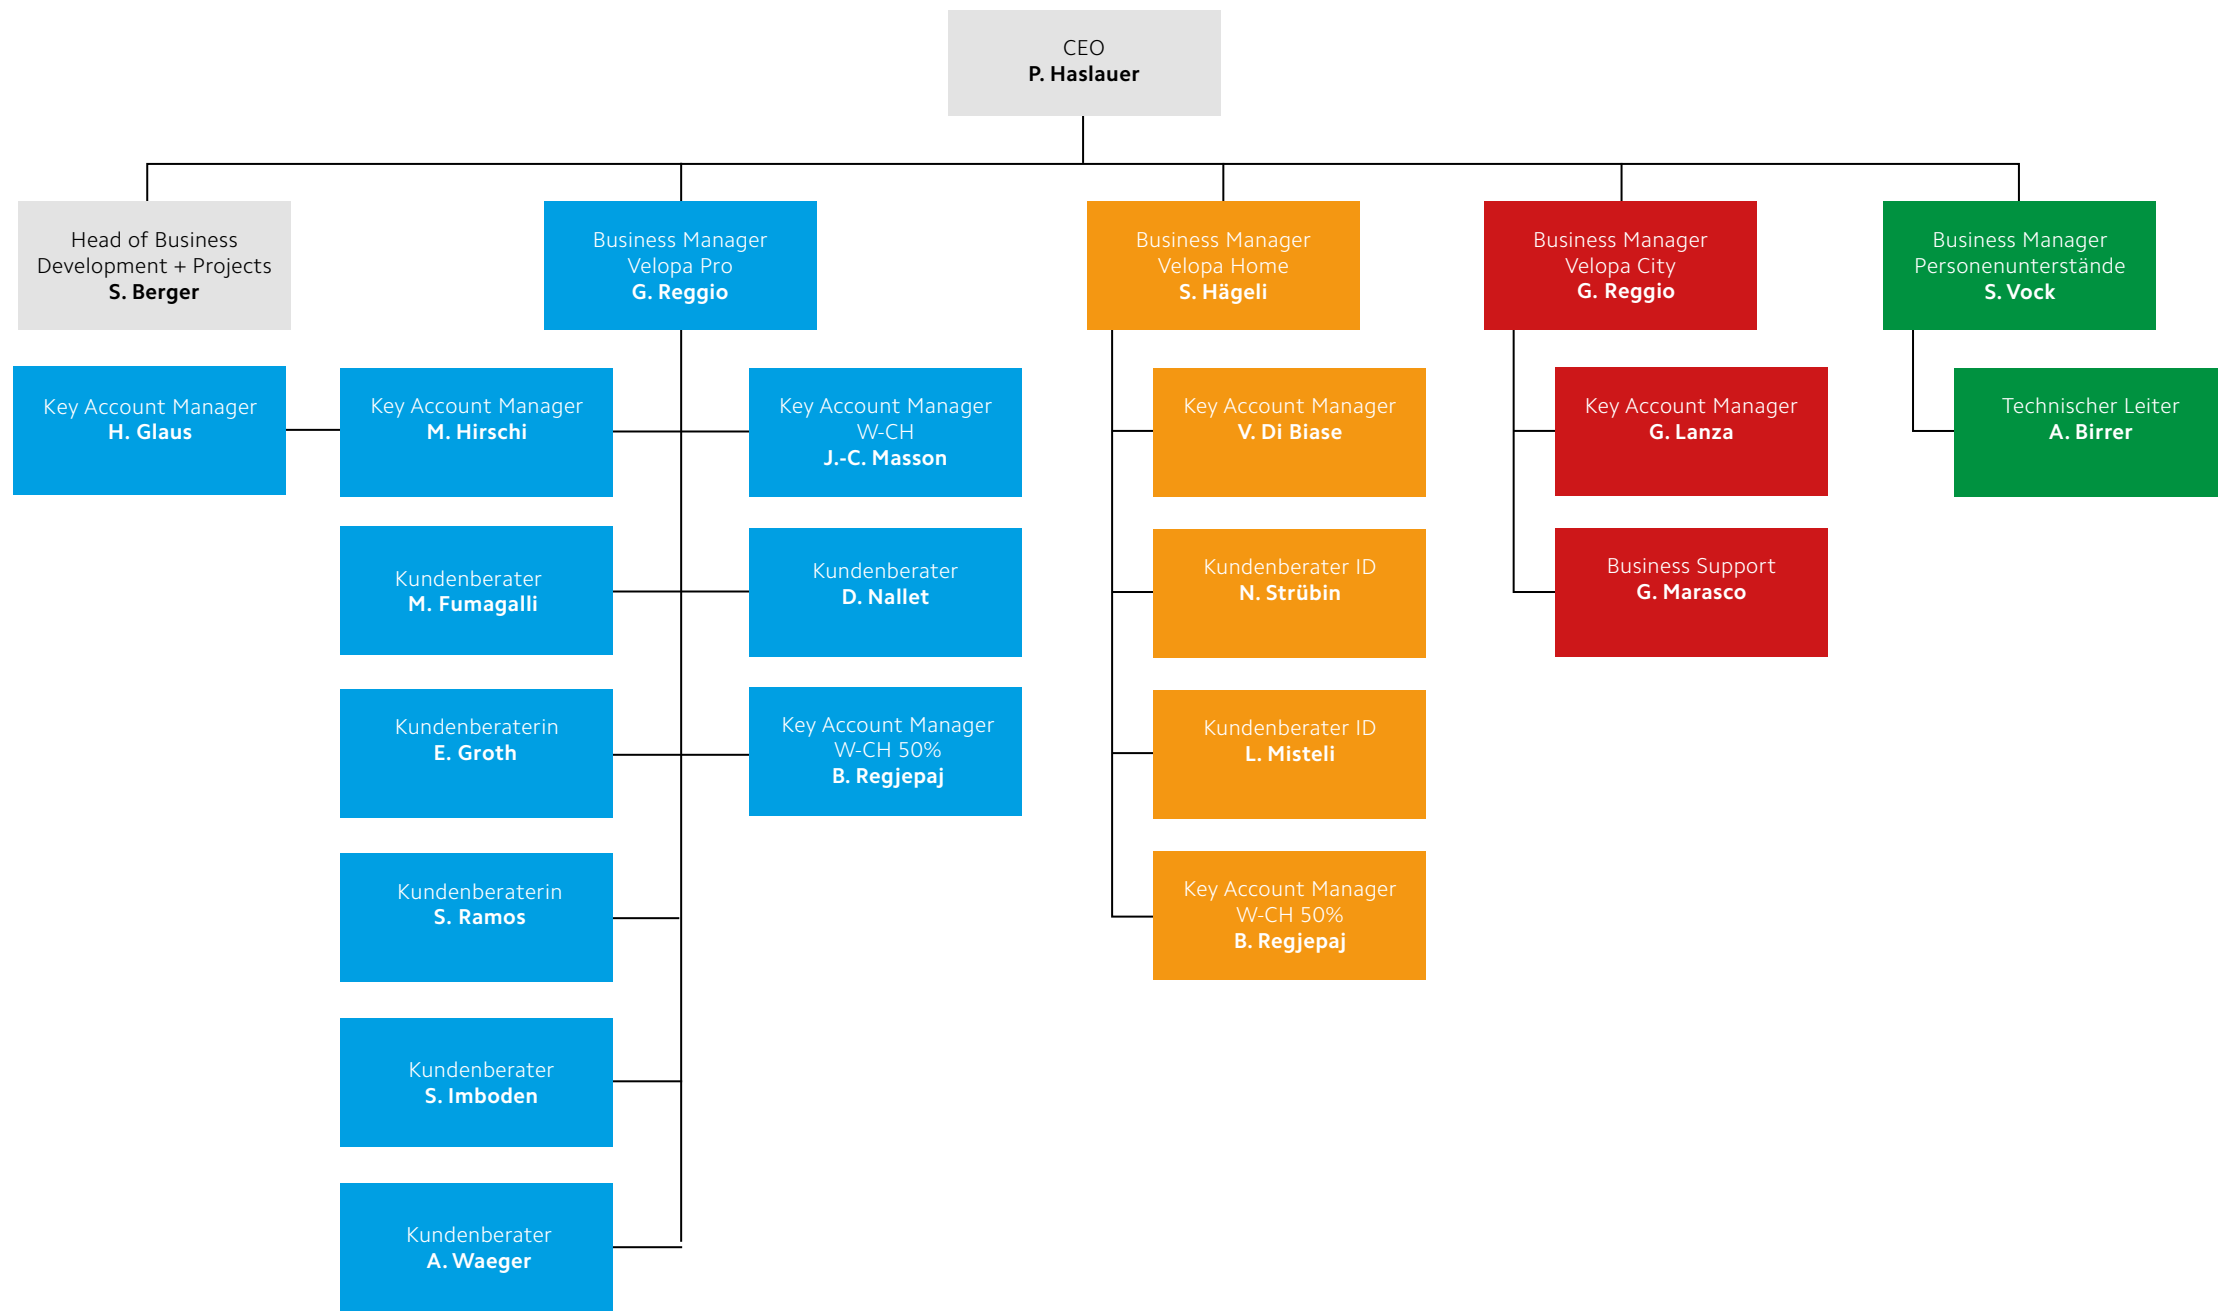 CEO
P. Haslauer
Head of Business
Development + Projects
S. Berger
Business Manager
Velopa Pro
G. Reggio
Business Manager
Velopa Home
S. Hägeli
Business Manager
Velopa City
G. Reggio
Business Manager
Personenunterstände
S. Vock
Key Account Manager
H. Glaus
Key Account Manager
M. Hirschi
Key Account Manager
W-CH
J.-C. Masson
Key Account Manager
V. Di Biase
Key Account Manager
G. Lanza
Technischer Leiter
A. Birrer
Kundenberater
M. Fumagalli
Kundenberater
D. Nallet
Kundenberater ID
N. Strübin
Business Support
G. Marasco
Kundenberaterin
E. Groth
Key Account Manager
W-CH 50%
B. Regjepaj
Kundenberater ID
L. Misteli
Kundenberaterin
S. Ramos
Key Account Manager
W-CH 50%
B. Regjepaj
Kundenberater
S. Imboden
Kundenberater
A. Waeger